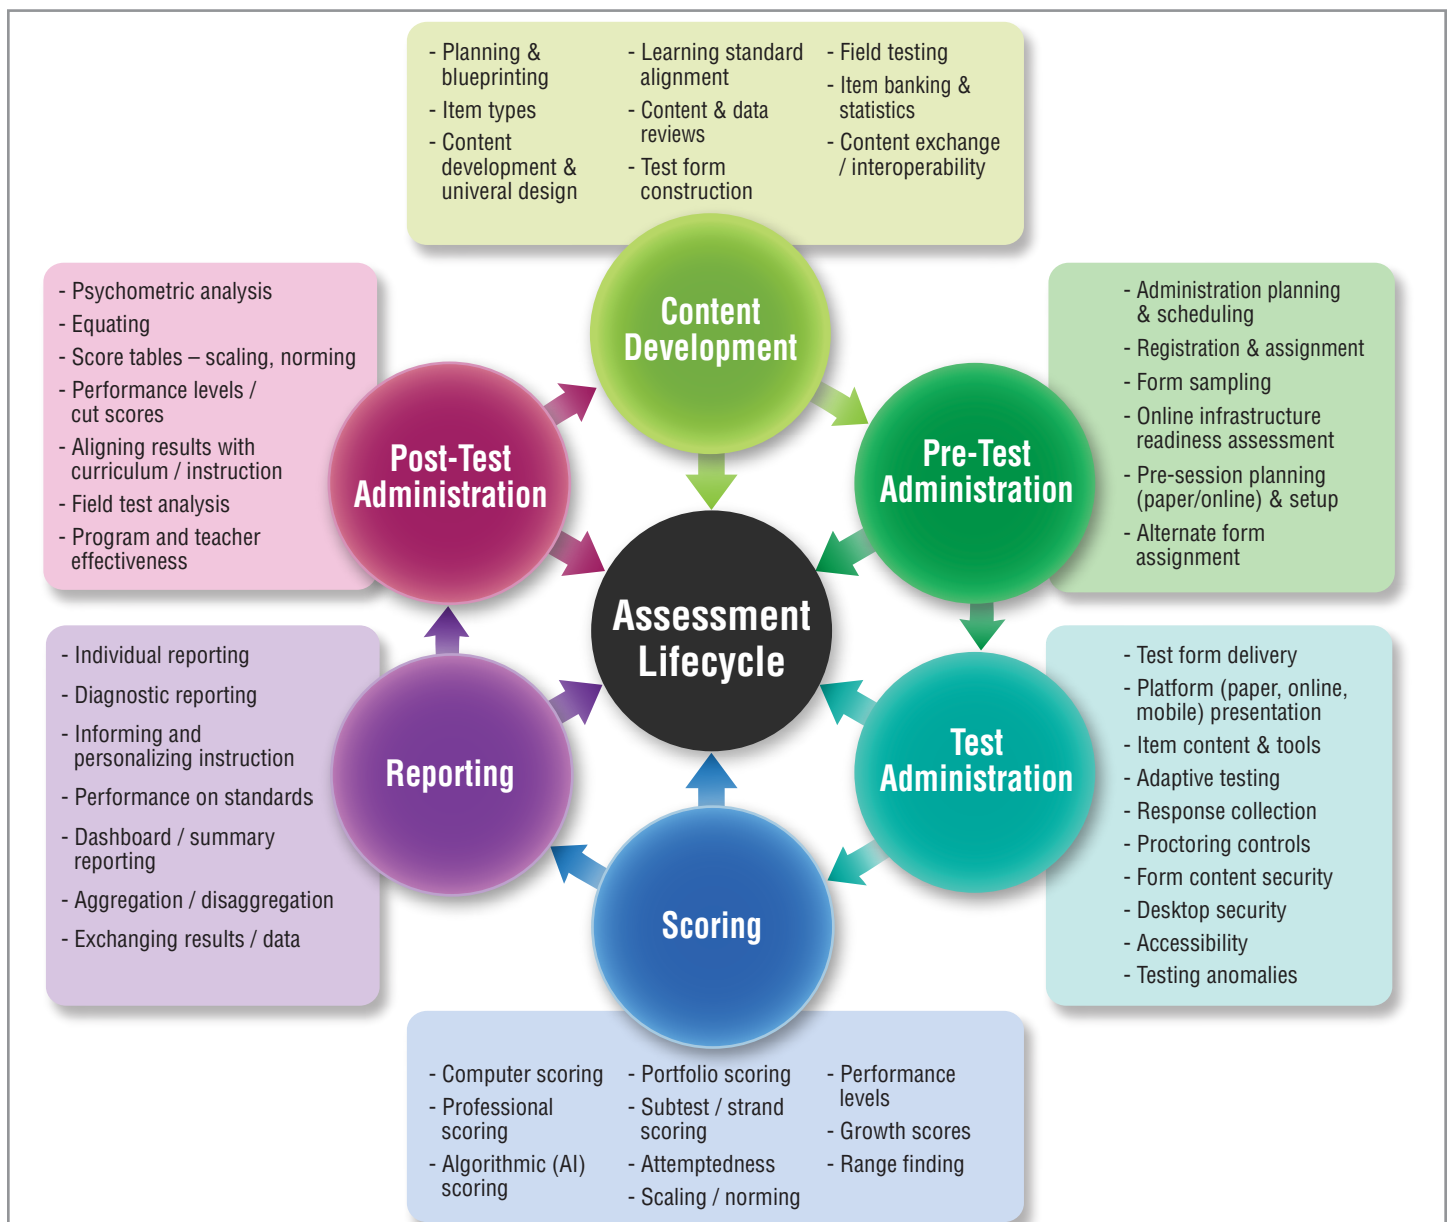 - Planning &
blueprinting
- Item types
- Content
development &
univeral design
- Learning standard
alignment
- Content & data
reviews
- Test form
construction
- Field testing
- Item banking &
statistics
- Content exchange
/ interoperability
Content
Development
- Psychometric analysis
- Equating
- Score tables – scaling, norming
- Performance levels /
cut scores
- Aligning results with
curriculum / instruction
- Field test analysis
- Program and teacher
effectiveness
Post-Test
Administration
Pre-Test
Administration
- Administration planning
& scheduling
- Registration & assignment
- Form sampling
- Online infrastructure
readiness assessment
- Pre-session planning
(paper/online) & setup
- Alternate form
assignment
Assessment
Lifecycle
- Individual reporting
- Diagnostic reporting
- Informing and
personalizing instruction
- Performance on standards
- Dashboard / summary
reporting
- Aggregation / disaggregation
- Exchanging results / data
Reporting
Test
Administration
- Test form delivery
- Platform (paper, online,
mobile) presentation
- Item content & tools
- Adaptive testing
- Response collection
- Proctoring controls
- Form content security
- Desktop security
- Accessibility
- Testing anomalies
Scoring
- Computer scoring
- Professional
scoring
- Algorithmic (AI)
scoring
- Portfolio scoring
- Subtest / strand
scoring
- Attemptedness
- Scaling / norming
- Performance
levels
- Growth scores
- Range finding